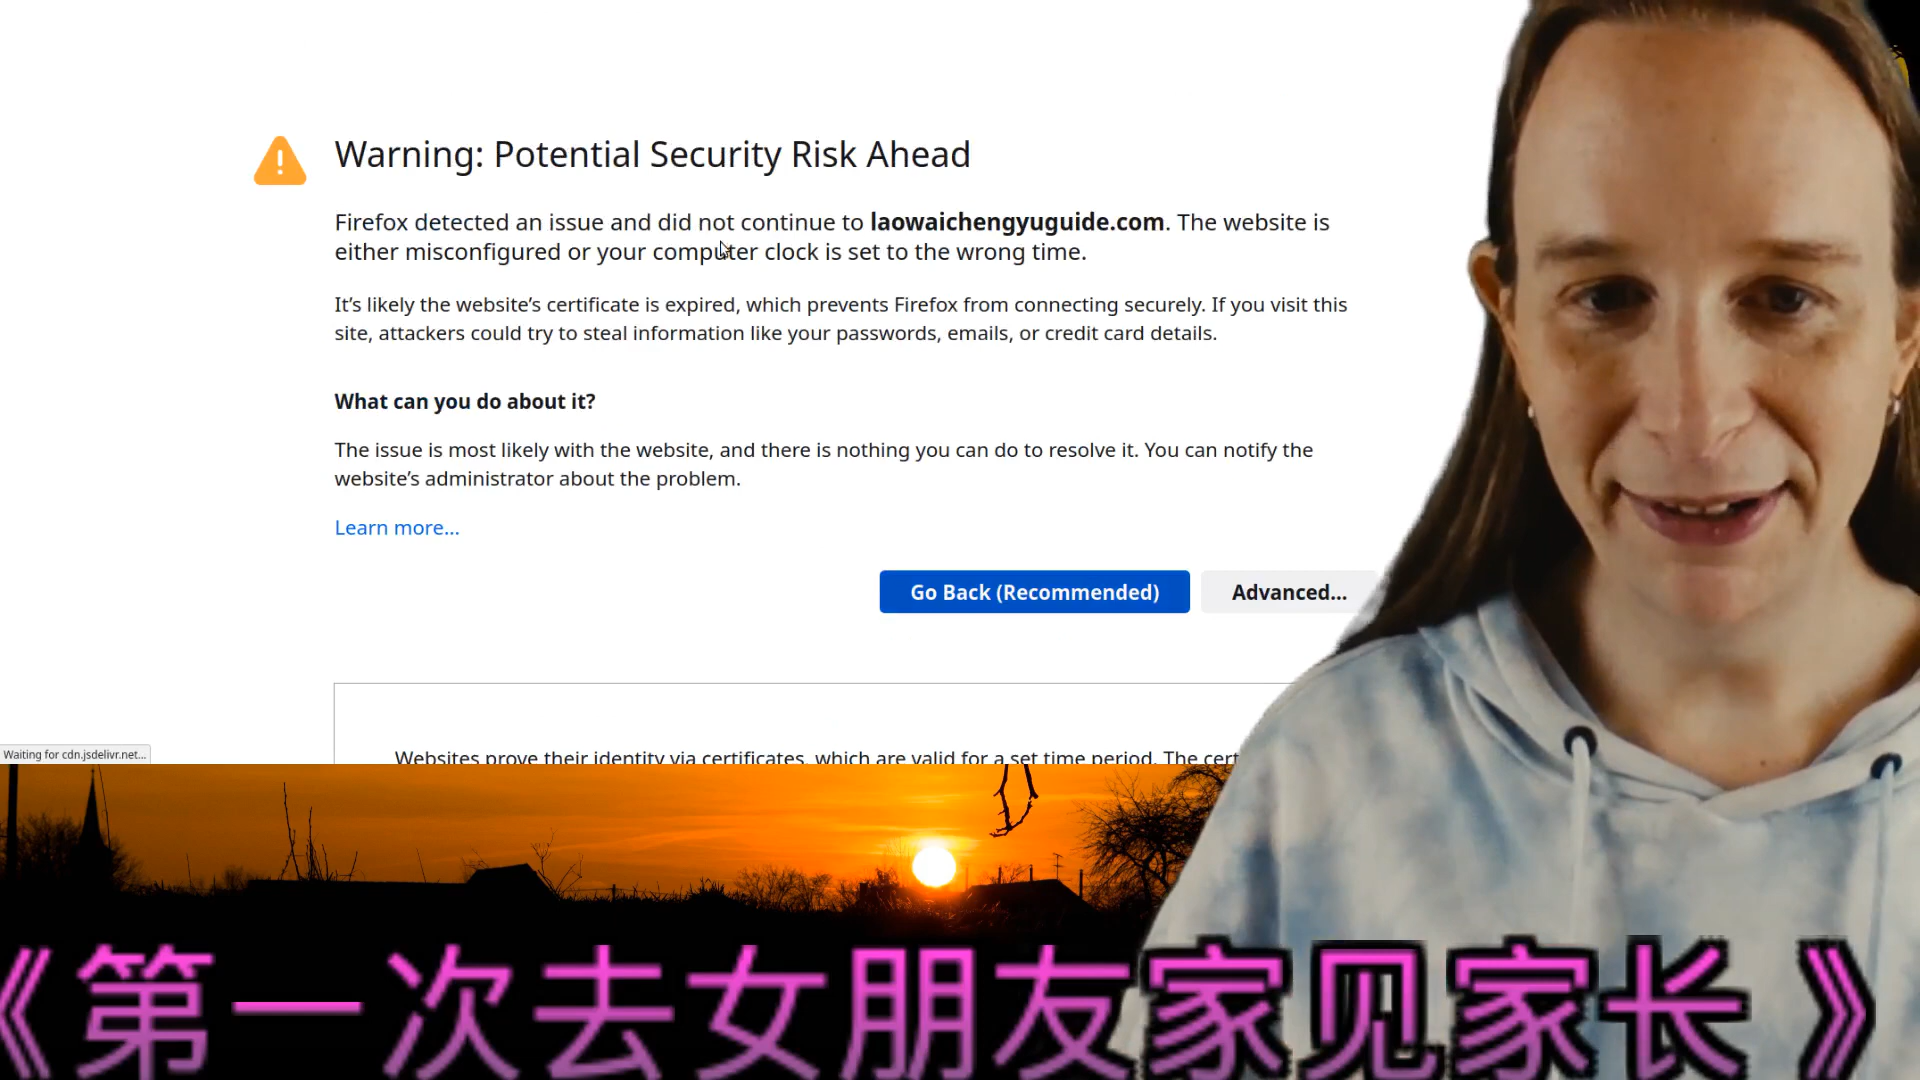 Warning: Potential Security Risk Ahead
Firefox detected an issue and did not continue to laowaichengyuguide.com. The website is
either misconfigured or your computer clock is set to the wrong time.
It’s likely the website’s certificate is expired, which prevents Firefox from connecting securely. If you visit this
site, attackers could try to steal information like your passwords, emails, or credit card details.
What can you do about it?
The issue is most likely with the website, and there is nothing you can do to resolve it. You can notify the
website’s administrator about the problem.
Learn more...
Go Back (Recommended)
Advanced...
Websites prove their identity via certificates, which are valid for a set time period. The
Waiting for cdn.jsdelivr.net...
《第一次去女朋友家见家长》